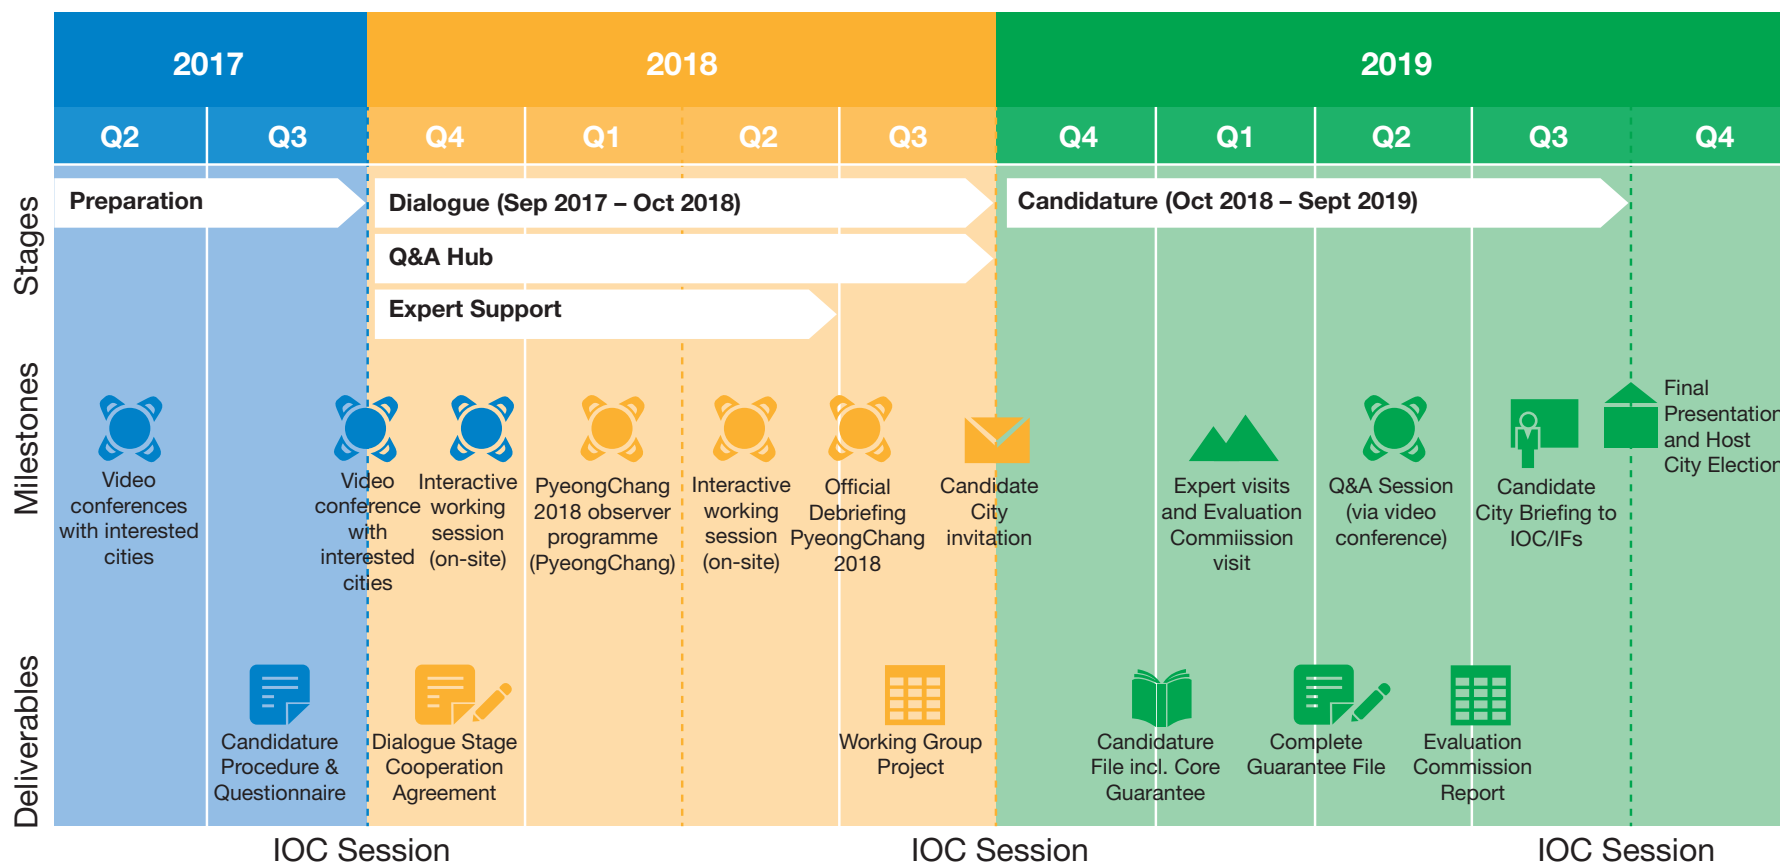 2017
2018
2019
Q2
Q3
Q4
Q1
Q2
Q3
Q4
Q1
Q2
Q3
Q4
Stages
Preparation
Dialogue (Sep 2017 – Oct 2018)
Candidature (Oct 2018 – Sept 2019)
Q&A Hub
Expert Support
Milestones
Video
conferences
with interested
cities
Video
conference
with
interested
cities
Interactive
working
session
(on-site)
PyeongChang
2018 observer
programme
(PyeongChang)
Interactive
working
session
(on-site)
Official
Debriefing
PyeongChang
2018
Candidate
City
invitation
Expert visits
and Evaluation
Commiission
visit
Q&A Session
(via video
conference)
Candidate
City Briefing to
IOC/IFs
Final
Presentation
and Host
City Election
Deliverables
Candidature
Procedure &
Questionnaire
Dialogue Stage
Cooperation
Agreement
Working Group
Project
Candidature
File incl. Core
Guarantee
Complete
Guarantee File
Evaluation
Commission
Report
IOC Session
IOC Session
IOC Session